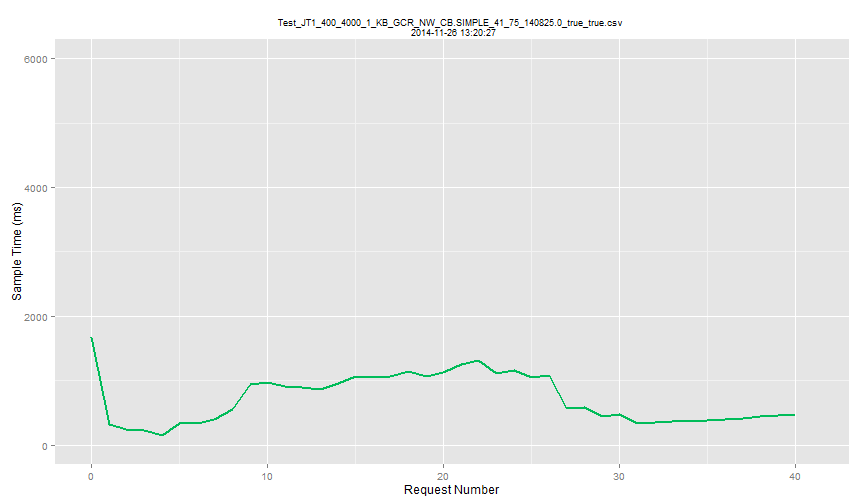 Test_JT1_400_4000_1_KB_GCR_NW_CB.SIMPLE_41_75_140825.0_true_true.csv
2014-11-26 13:20:27
6000
4000
2000
0
Sample Time (ms)
0 10 20 30 40
Request Number